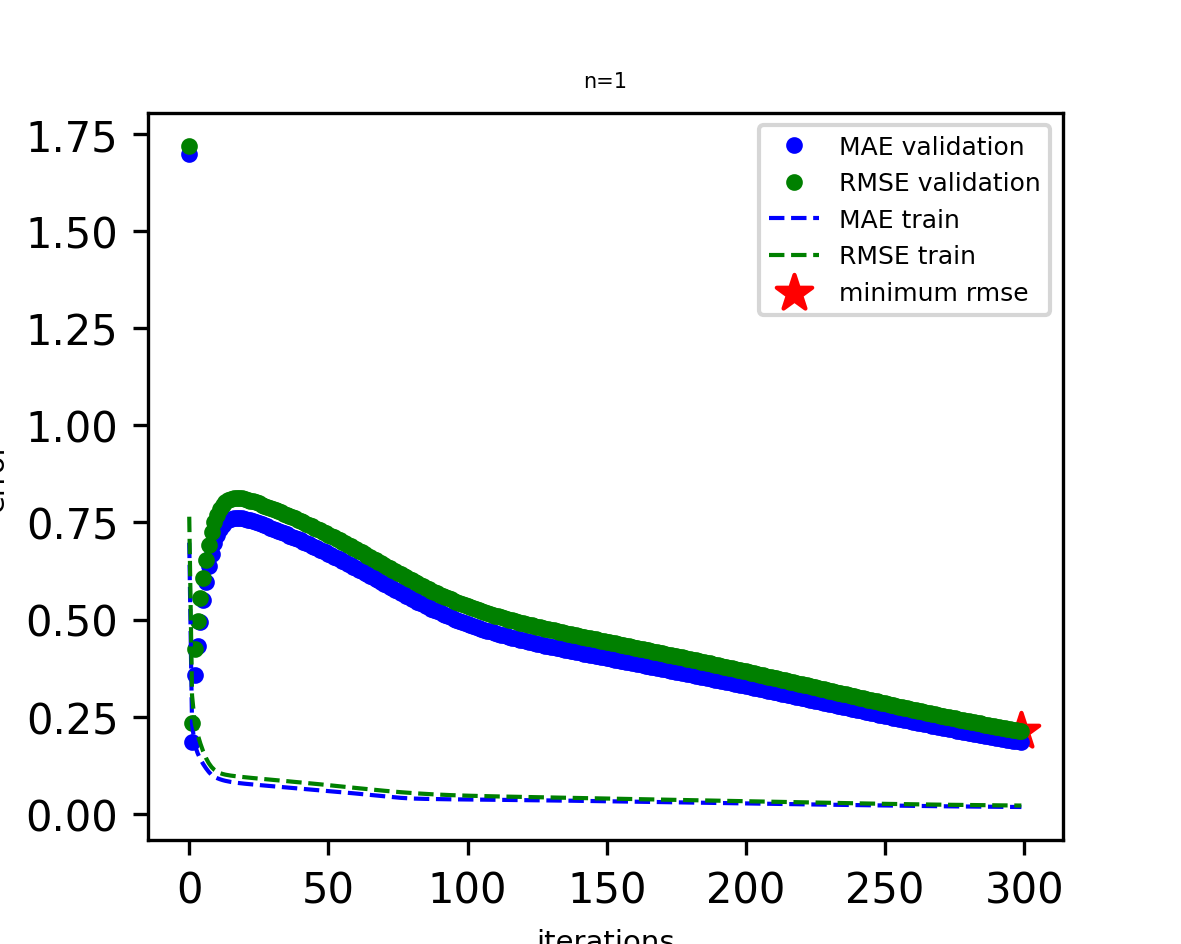 n=1
1.75
1.50
1.25
1.00
0.75
0.50
0.25
0.00
MAE validation
RMSE validation
MAE train
RMSE train
minimum rmse
0 50 100 150 200 250 300
iterations